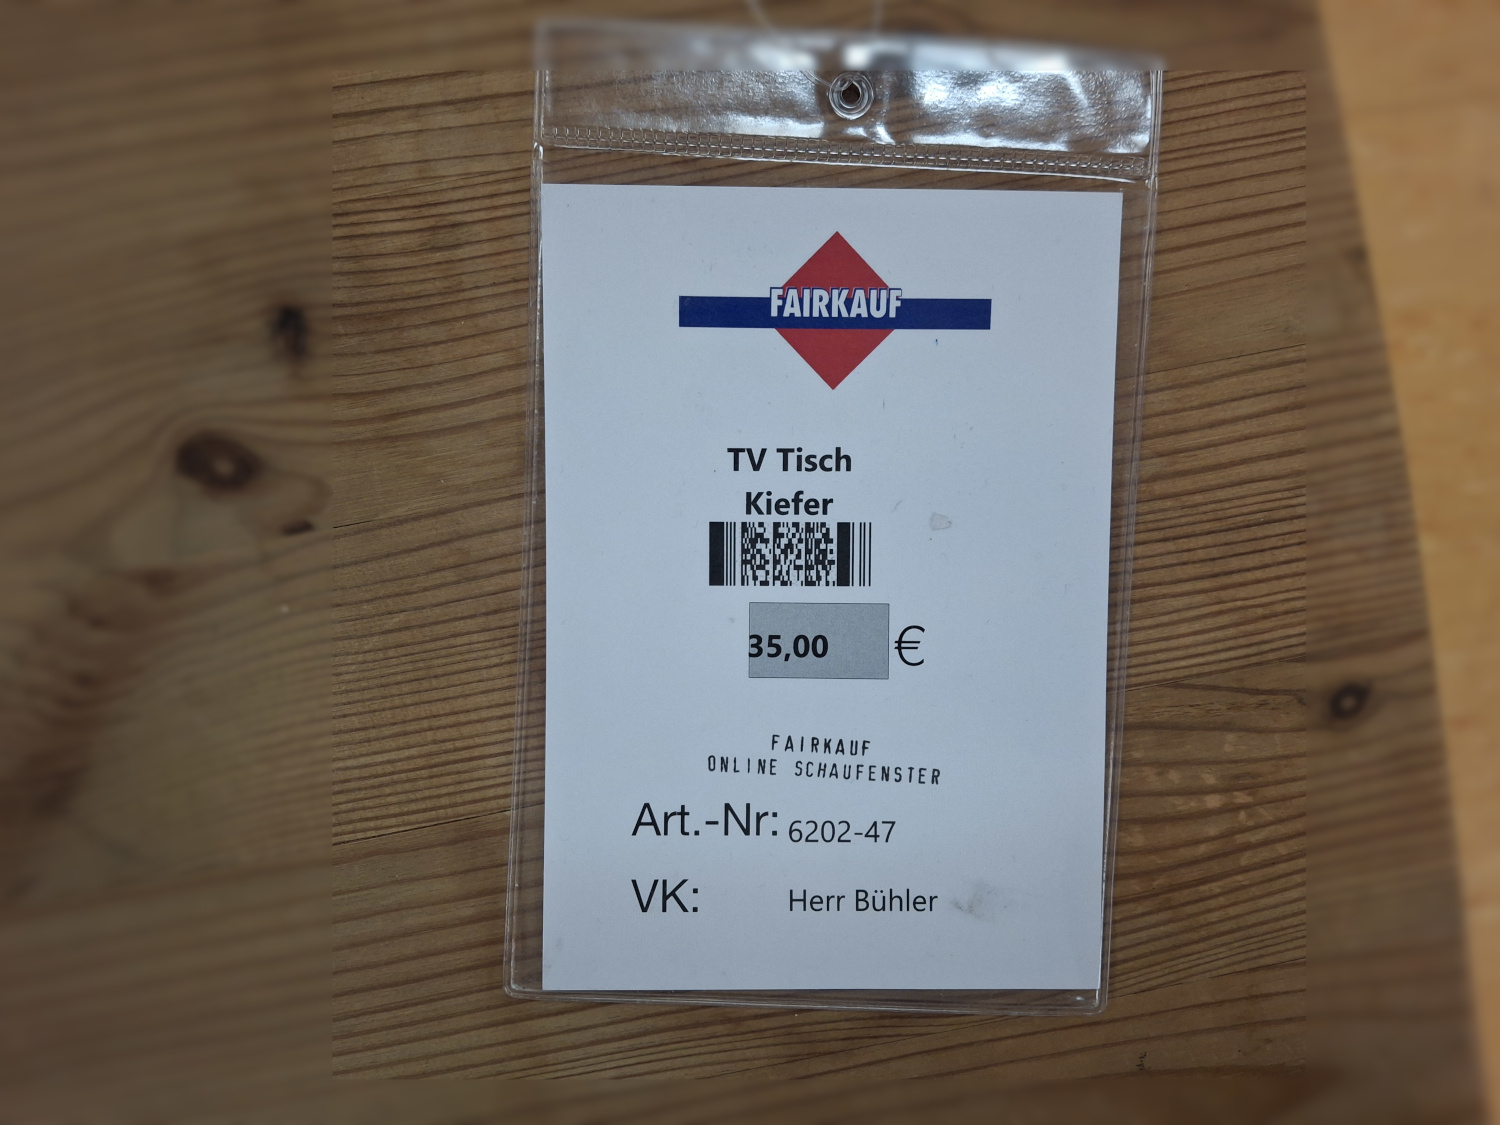 FAIRKAUF
TV Tisch
Kiefer
35,00 €
FAIRKAUF
ONLINE SCHAUFENSTER
Art.-Nr: 6202-47
VK: Herr Bühler